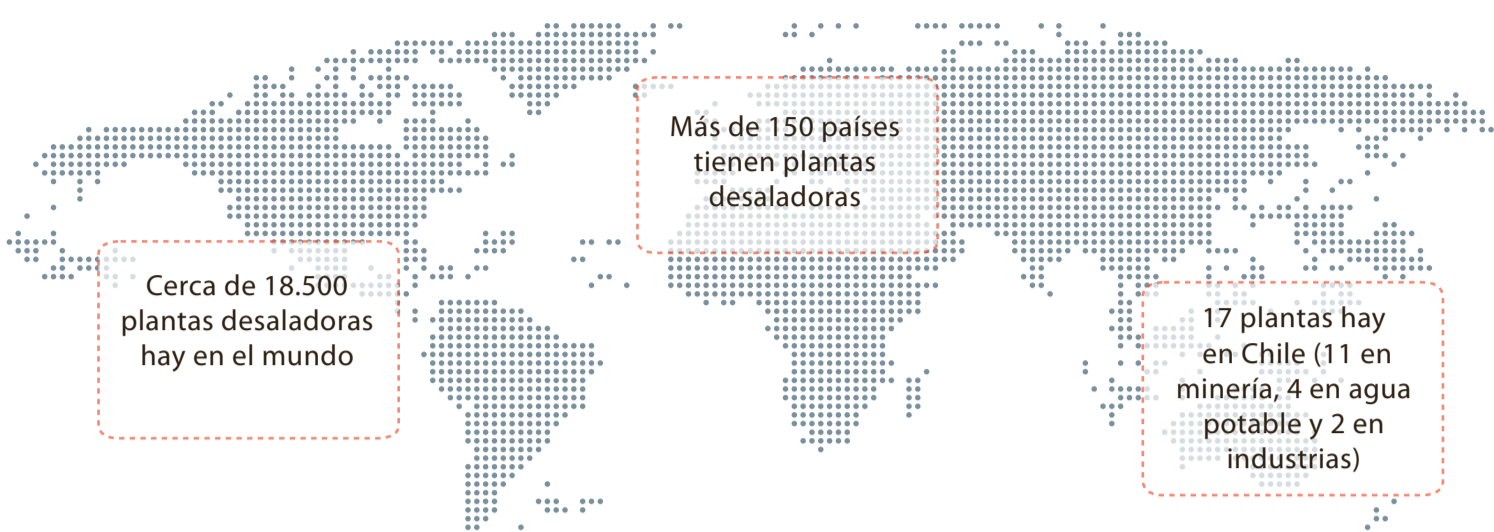 Más de 150 países
tienen plantas
desaladoras
Cerca de 18.500
plantas desaladoras
hay en el mundo
17 plantas hay
en Chile (11 en
minería, 4 en agua
potable y 2 en
industrias)